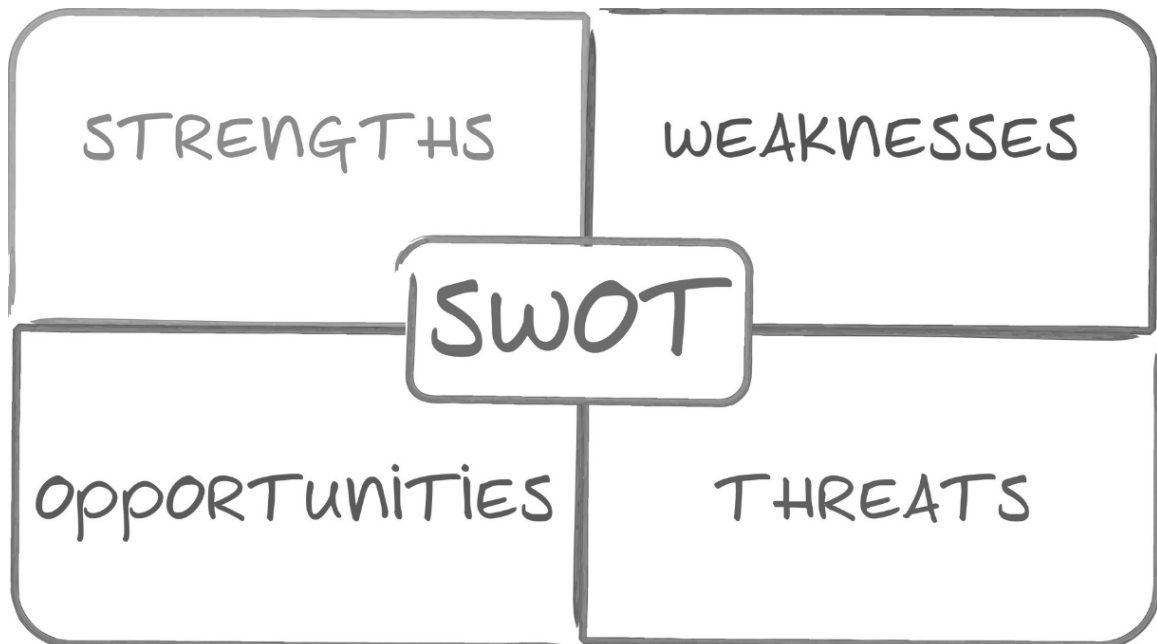 STRENGTHS
WEAKNESSES
SWOT
OPPORTUNITIES
THREATS